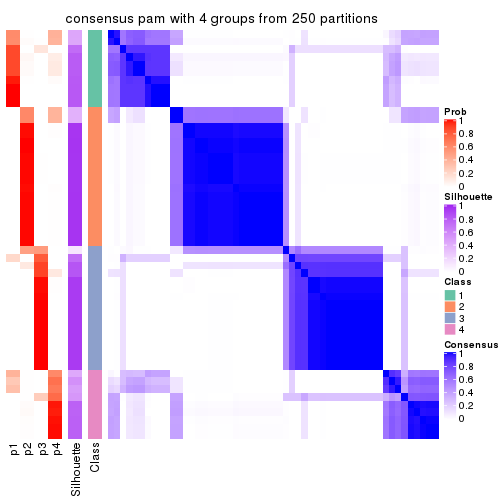 consensus pam with 4 groups from 250 partitions
Prob
1
0.8
0.6
0.4
0.2
0
Silhouette
1
0.8
0.6
0.4
0.2
0
Class
1
2
3
4
Consensus
1
0.8
0.6
0.4
0.2
0
p1
p2
p3
p4
Silhouette
Class